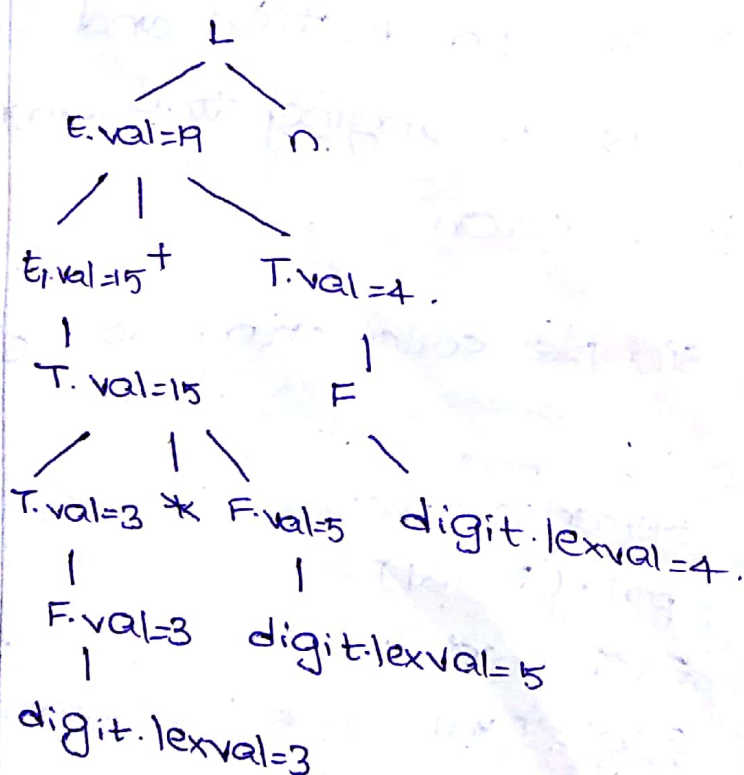 L
E.val=19 n.
E₁.val=15 + T.val=4.
T.val=15 F
T.val=3 * F.val=5 digit.lexval=4.
F.val=3 digit.lexval=5
digit.lexval=3